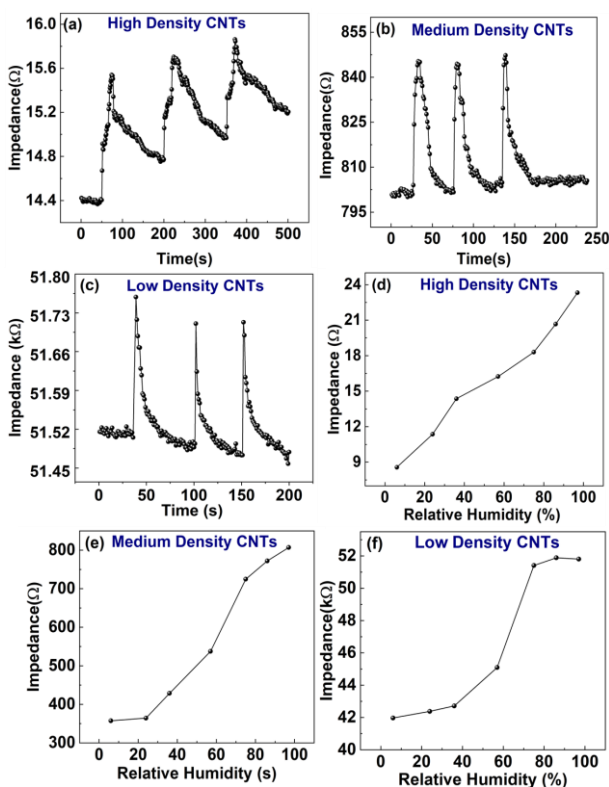 (a) High Density CNTs
Impedance(Ω)
16.0
15.6
15.2
14.8
14.4
0 100 200 300 400 500
Time(s)
(b) Medium Density CNTs
Impedance(Ω)
855
840
825
810
795
0 50 100 150 200 250
Time(s)
(c) Low Density CNTs
Impedance (kΩ)
51.80
51.73
51.66
51.59
51.52
51.45
0 50 100 150 200
Time (s)
(d) High Density CNTs
Impedance (Ω)
24
21
18
15
12
9
0 20 40 60 80 100
Relative Humidity (%)
(e) Medium Density CNTs
Impedance(Ω)
800
700
600
500
400
300
0 20 40 60 80 100
Relative Humidity (s)
(f) Low Density CNTs
Impedance(kΩ)
52
50
48
46
44
42
40
0 20 40 60 80 100
Relative Humidity (%)